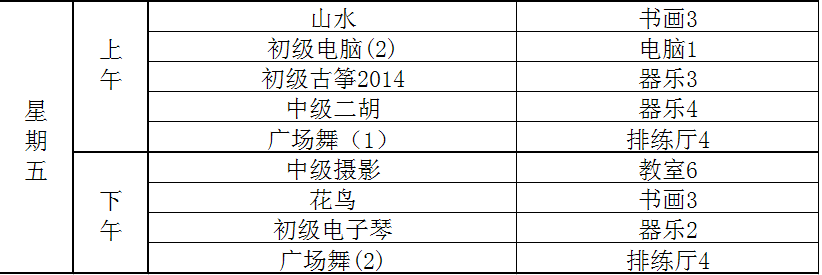 星期五
上午
山水 书画3
初级电脑(2) 电脑1
初级古筝2014 器乐3
中级二胡 器乐4
广场舞（1） 排练厅4
下午
中级摄影 教室6
花鸟 书画3
初级电子琴 器乐2
广场舞(2) 排练厅4